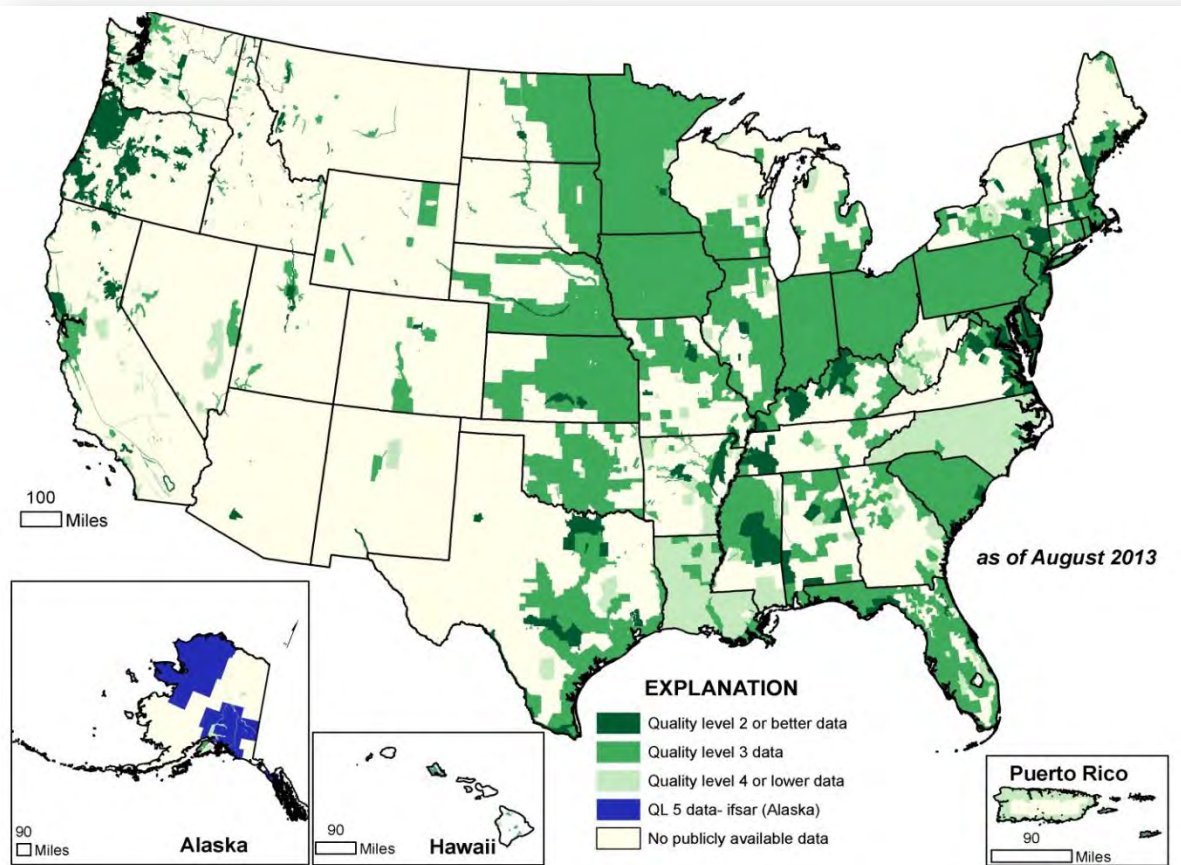 100
Miles
as of August 2013
EXPLANATION
Quality level 2 or better data
Quality level 3 data
Quality level 4 or lower data
QL 5 data- ifsar (Alaska)
No publicly available data
90
Miles
Alaska
90
Miles
Hawaii
Puerto Rico
90
Miles